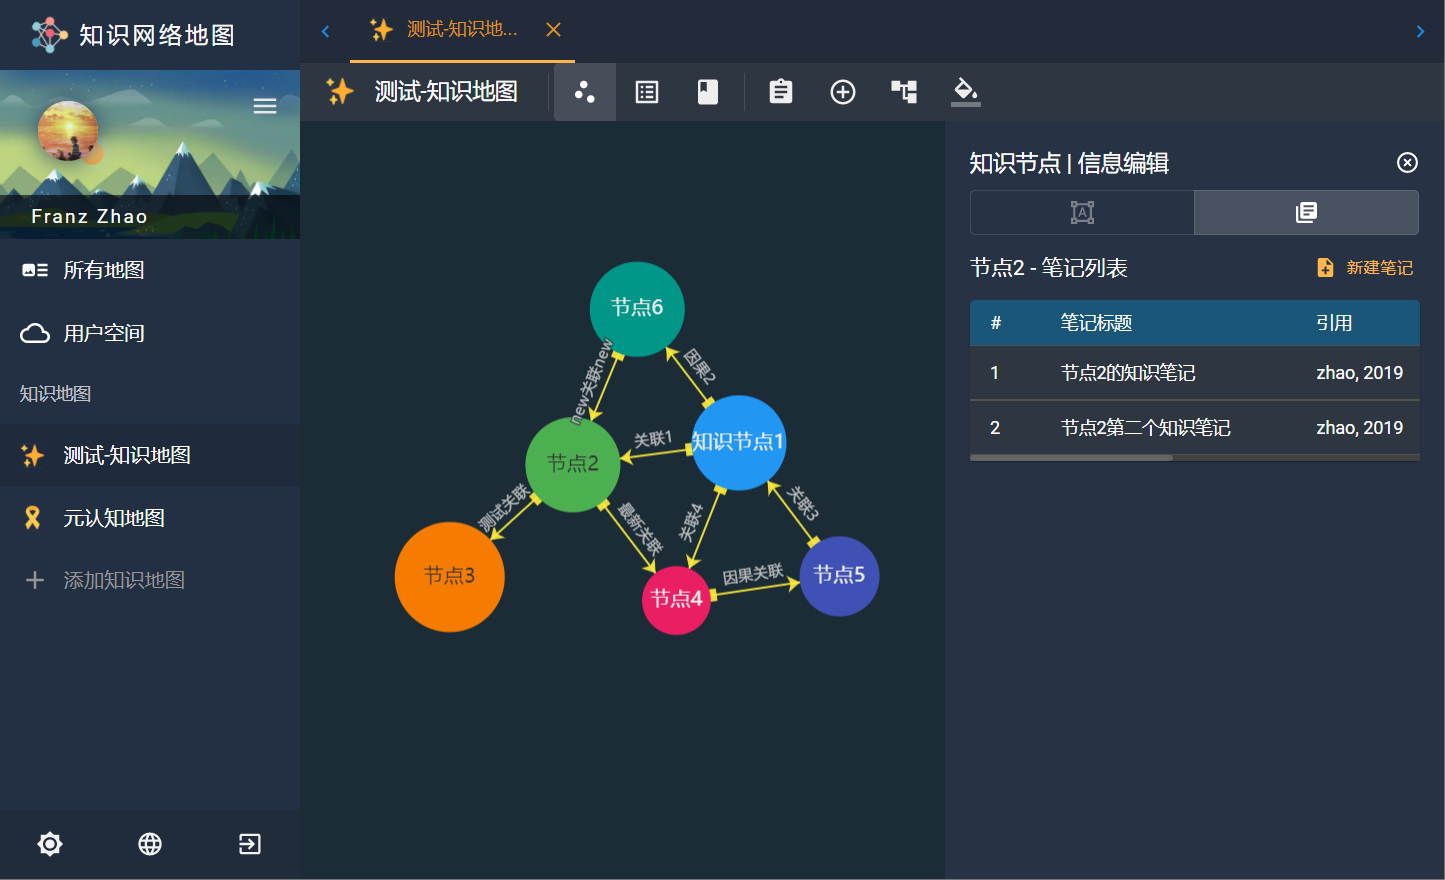 知识网络地图
Franz Zhao
所有地图
用户空间
知识地图
测试-知识地图
元认知地图
添加知识地图
测试-知识地...
测试-知识地图
节点6
new关联new
因果2
节点2
关联1
知识节点1
测试关联
最新关联
关联4
关联3
节点3
节点4
因果关联
节点5
知识节点 | 信息编辑
A
节点2 - 笔记列表
新建笔记
# 笔记标题 引用
1 节点2的知识笔记 zhao, 2019
2 节点2第二个知识笔记 zhao, 2019